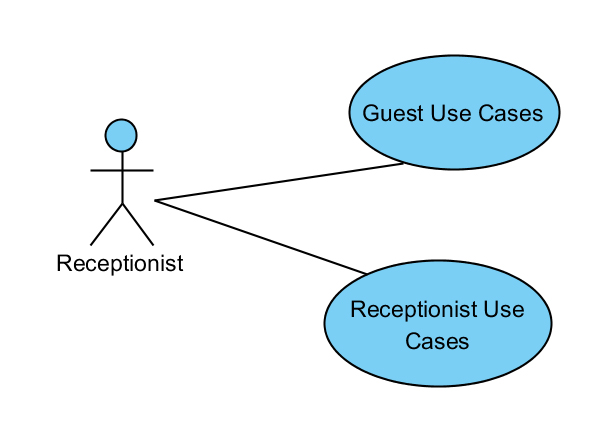 Guest Use Cases
Receptionist
Receptionist Use
Cases